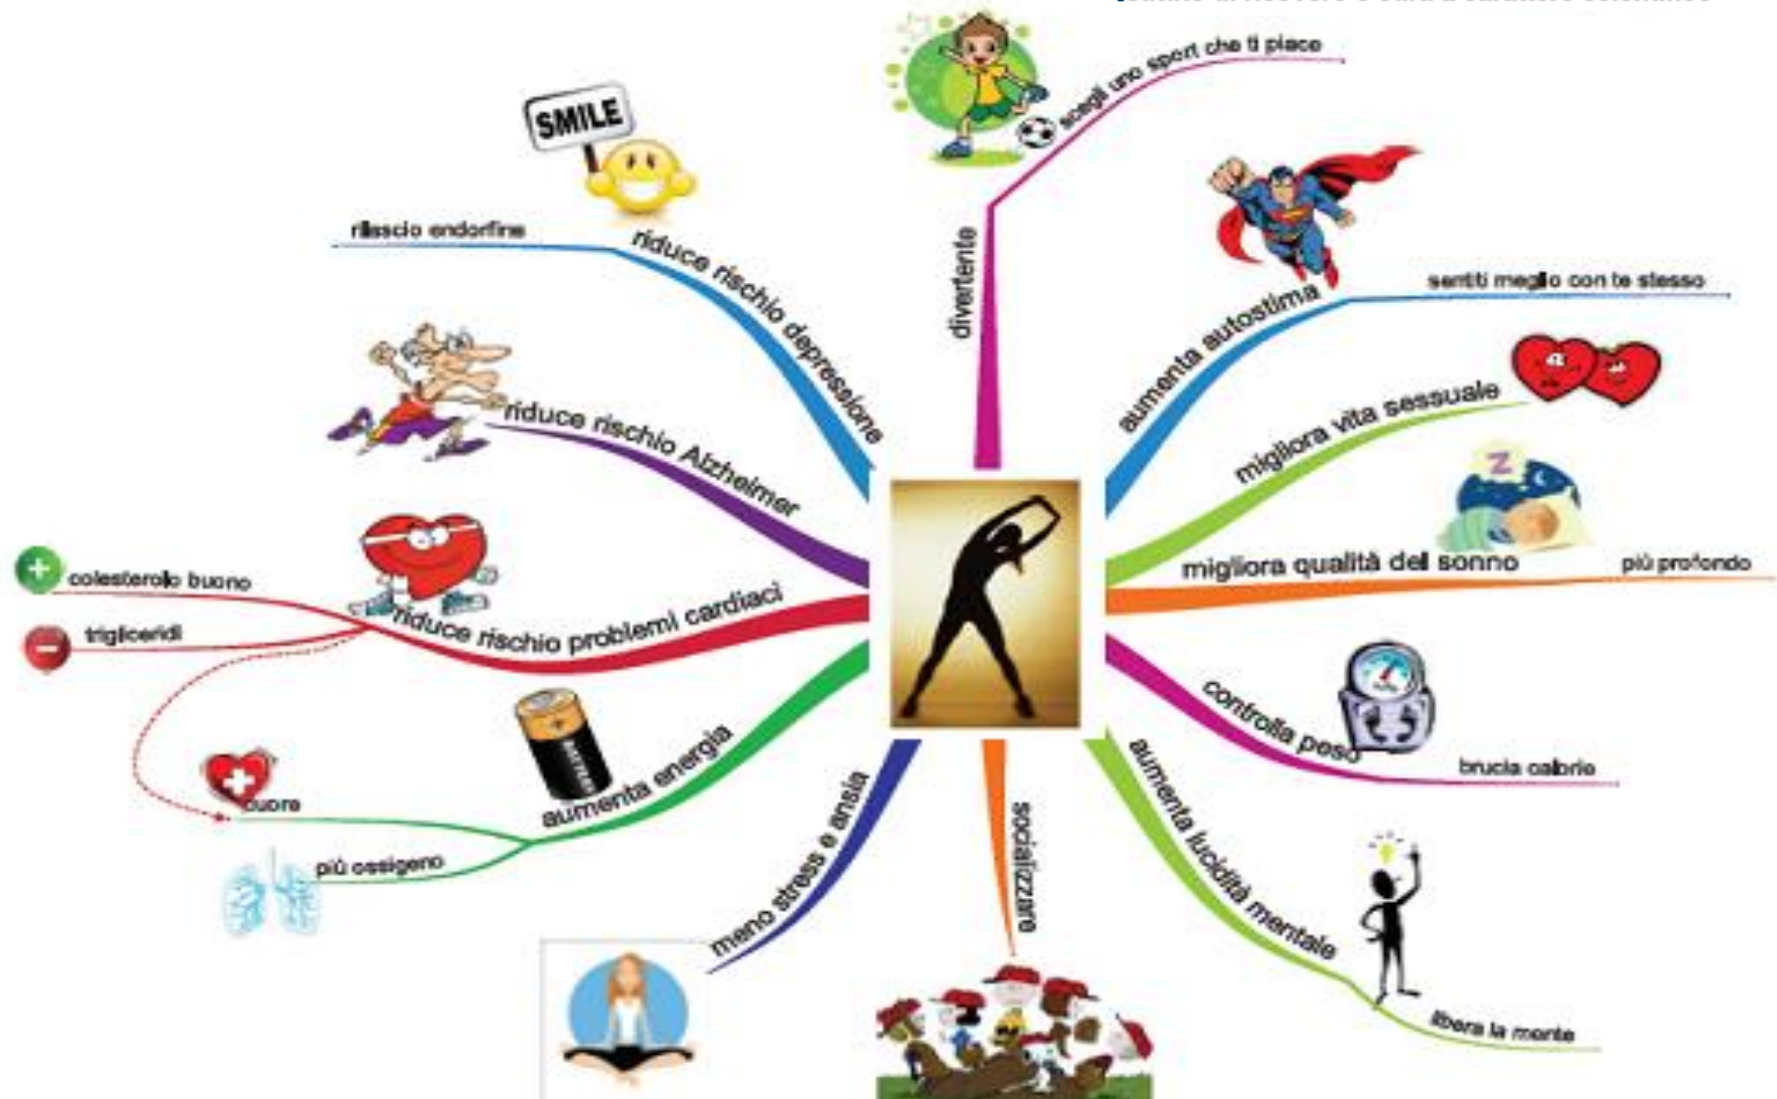 scegli uno sport che ti piace
divertente
SMILE
rilascio endorfine
riduce rischio depressione
aumenta autostima
sentiti meglio con te stesso
riduce rischio Alzheimer
migliora vita sessuale
Z
migliora qualità del sonno
più profondo
+
colesterolo buono
-
trigliceridi
riduce rischio problemi cardiaci
controlla peso
brucia calorie
aumenta energia
cuore
più ossigeno
meno stress e ansia
socializzare
aumenta lucidità mentale
libera la mente